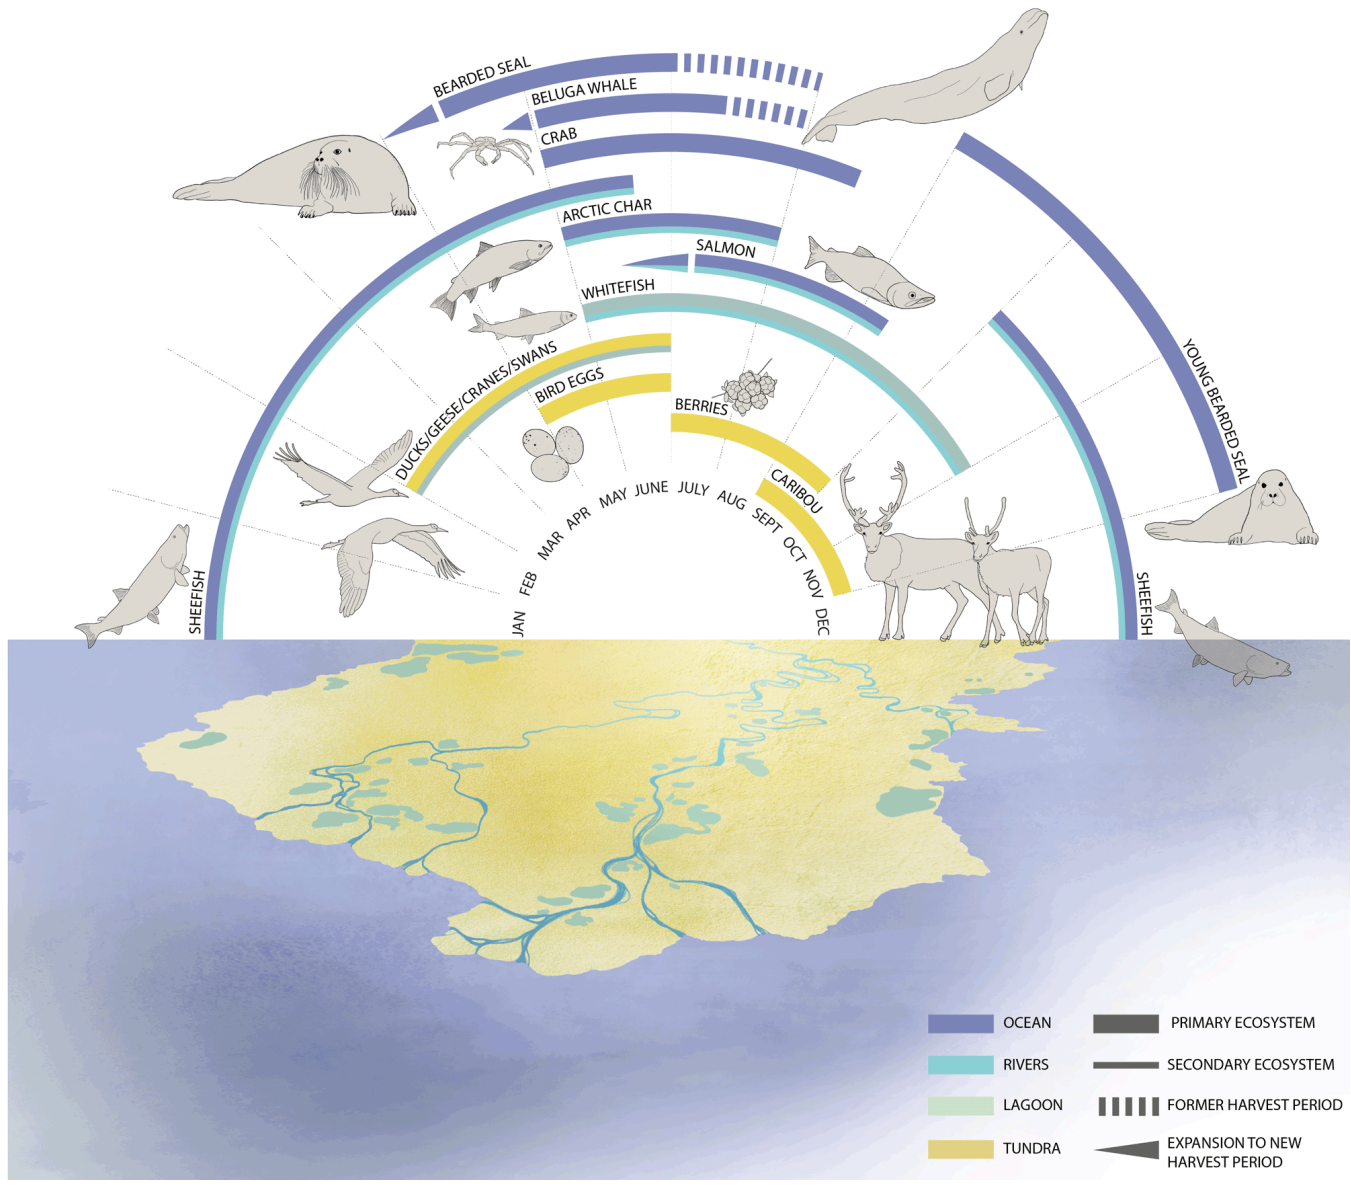 BEARDED SEAL
BELUGA WHALE
CRAB
ARCTIC CHAR
SALMON
WHITEFISH
DUCKS/GEESE/CRANES/SWANS
BIRD EGGS
BERRIES
CARIBOU
YOUNG BEARDED SEAL
SHEEFISH
SHEEFISH
JAN
FEB
MAR
APR
MAY
JUNE
JULY
AUG
SEPT
OCT
NOV
DEC
OCEAN
RIVERS
LAGOON
TUNDRA
PRIMARY ECOSYSTEM
SECONDARY ECOSYSTEM
FORMER HARVEST PERIOD
EXPANSION TO NEW
HARVEST PERIOD